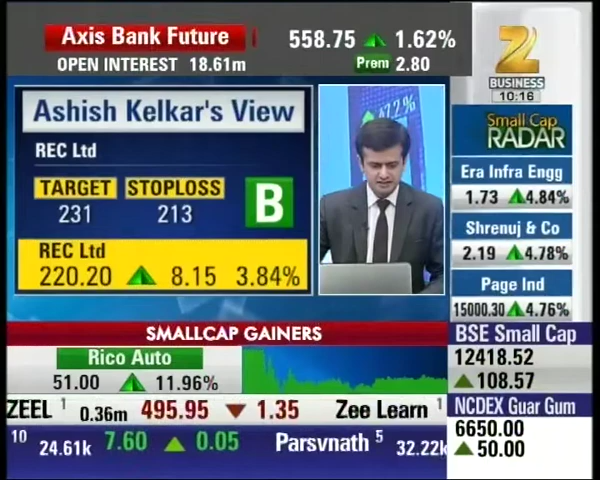 Axis Bank Future
558.75 1.62%
OPEN INTEREST 18.61m
Prem 2.80
Z
BUSINESS
10:16
Ashish Kelkar's View
REC Ltd
TARGET STOPLOSS
231 213
B
REC Ltd
220.20 8.15 3.84%
Small Cap
RADAR
Era Infra Engg
1.73 4.84%
Shrenuj & Co
2.19 4.78%
Page Ind
15000.30 4.76%
SMALLCAP GAINERS
Rico Auto
51.00 11.96%
BSE Small Cap
12418.52
108.57
ZEEL 1 0.36m 495.95 1.35 Zee Learn 1
10 24.61k 7.60 0.05 Parsvnath 5 32.22k
NCDEX Guar Gum
6650.00
50.00